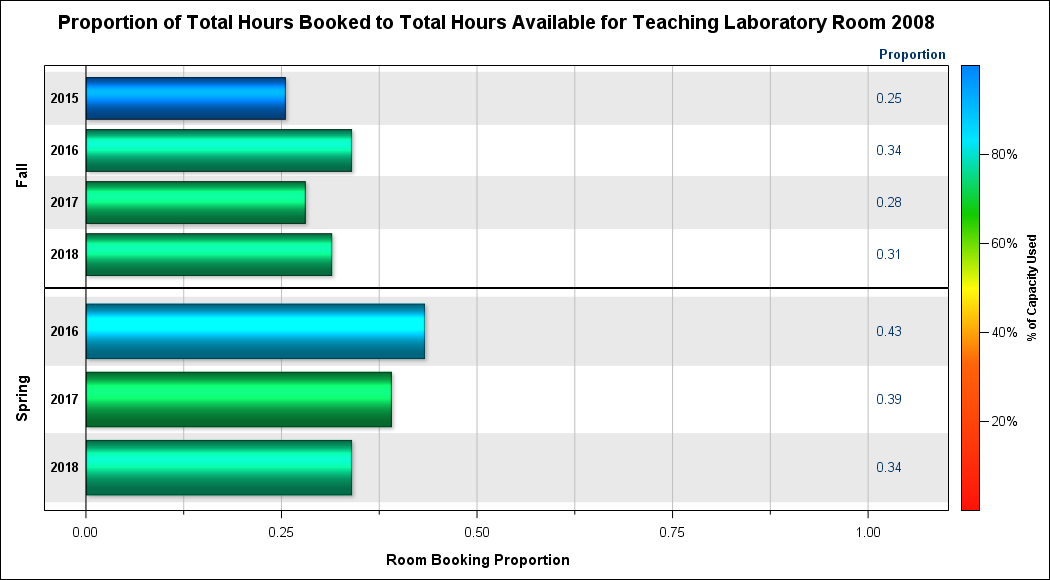 Proportion of Total Hours Booked to Total Hours Available for Teaching Laboratory Room 2008
Proportion
Fall
2015 0.25
2016 0.34
2017 0.28
2018 0.31
Spring
2016 0.43
2017 0.39
2018 0.34
0.00 0.25 0.50 0.75 1.00
Room Booking Proportion
80%
60%
40%
20%
% of Capacity Used